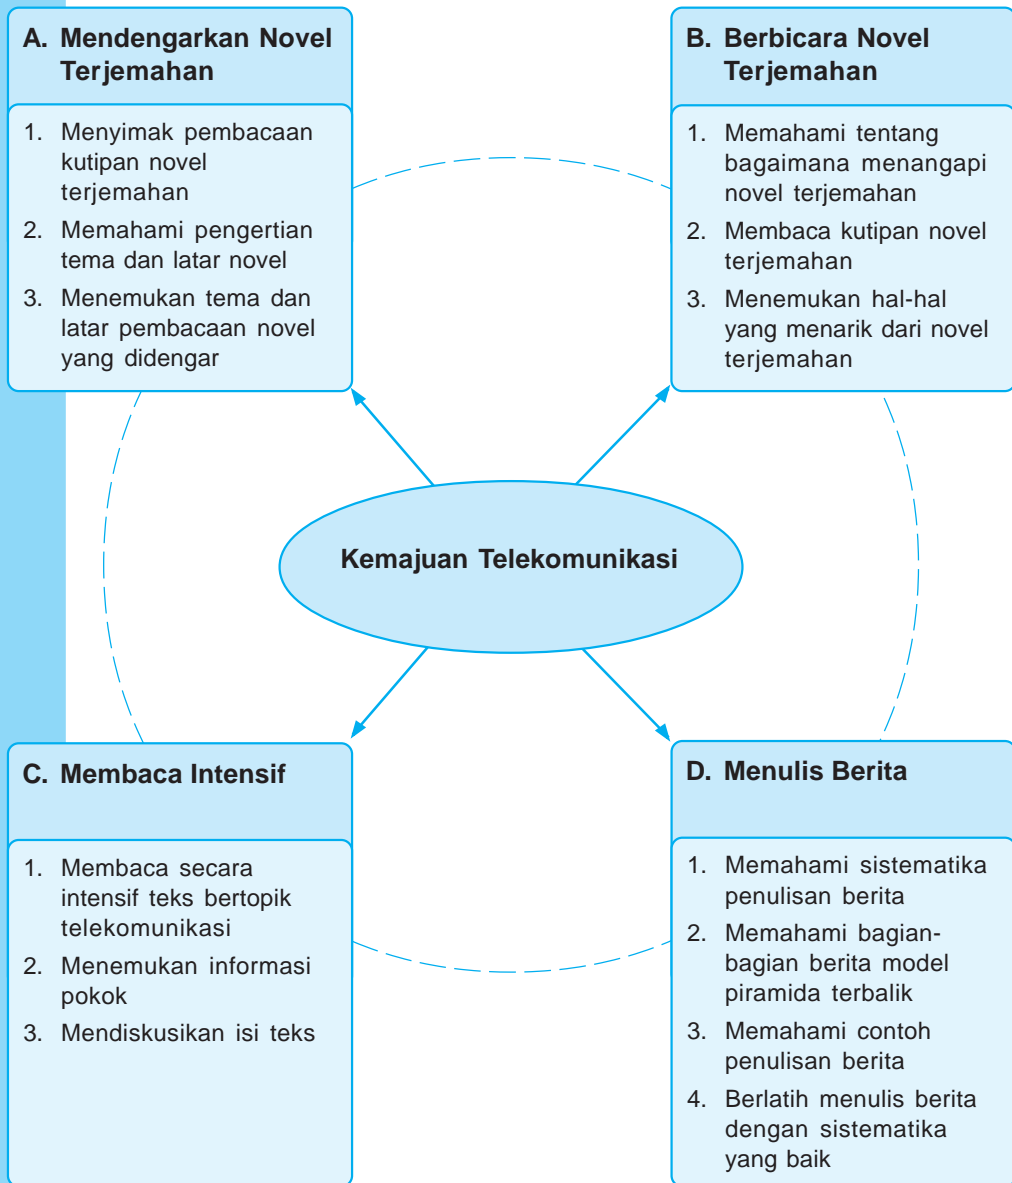 A. Mendengarkan Novel
Terjemahan
1. Menyimak pembacaan
kutipan novel
terjemahan
2. Memahami pengertian
tema dan latar novel
3. Menemukan tema dan
latar pembacaan novel
yang didengar
B. Berbicara Novel
Terjemahan
1. Memahami tentang
bagaimana menangapi
novel terjemahan
2. Membaca kutipan novel
terjemahan
3. Menemukan hal-hal
yang menarik dari novel
terjemahan
Kemajuan Telekomunikasi
C. Membaca Intensif
1. Membaca secara
intensif teks bertopik
telekomunikasi
2. Menemukan informasi
pokok
3. Mendiskusikan isi teks
D. Menulis Berita
1. Memahami sistematika
penulisan berita
2. Memahami bagian-
bagian berita model
piramida terbalik
3. Memahami contoh
penulisan berita
4. Berlatih menulis berita
dengan sistematika
yang baik